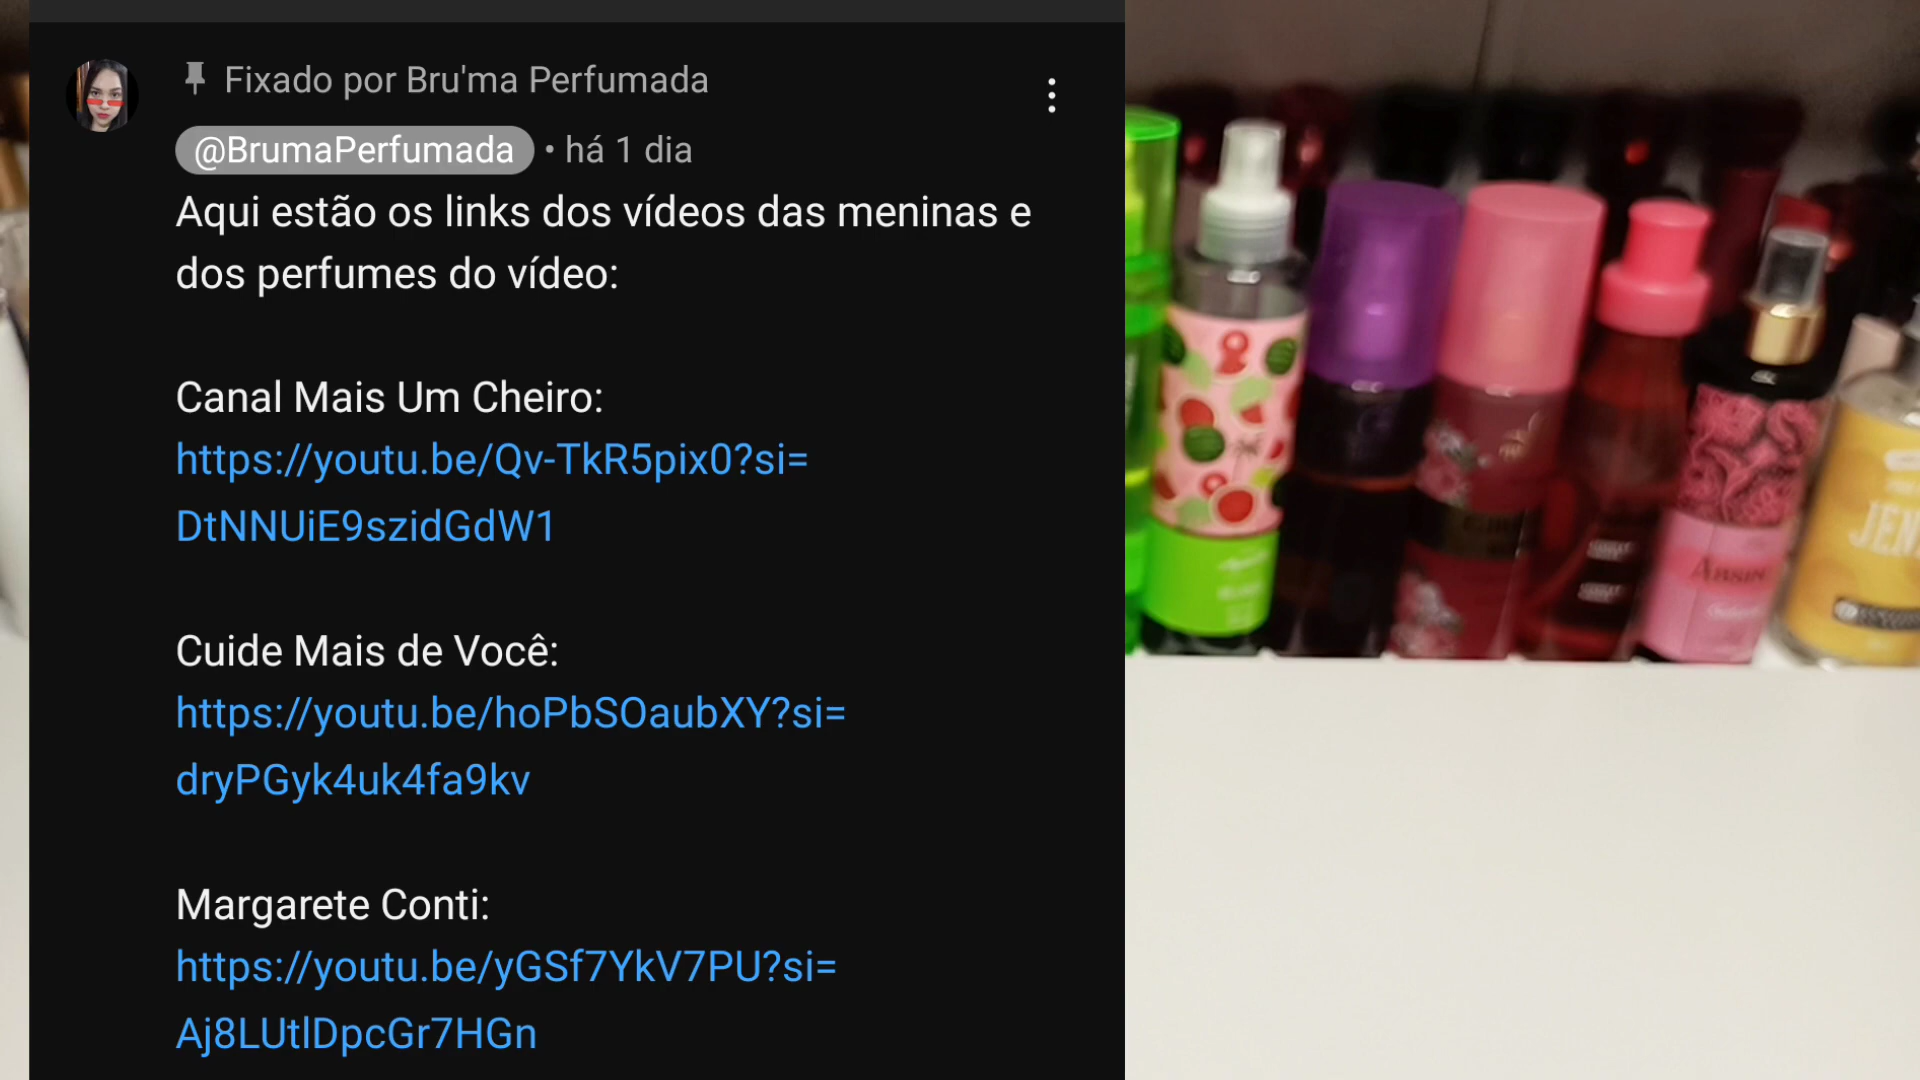 Fixado por Bru'ma Perfumada
@BrumaPerfumada • há 1 dia
Aqui estão os links dos vídeos das meninas e
dos perfumes do vídeo:
Canal Mais Um Cheiro:
https://youtu.be/Qv-TkR5pix0?si=
DtNNUiE9szidGdW1
Cuide Mais de Você:
https://youtu.be/hoPbSOaubXY?si=
dryPGyk4uk4fa9kv
Margarete Conti:
https://youtu.be/yGSf7YkV7PU?si=
Aj8LUtlDpcGr7HGn